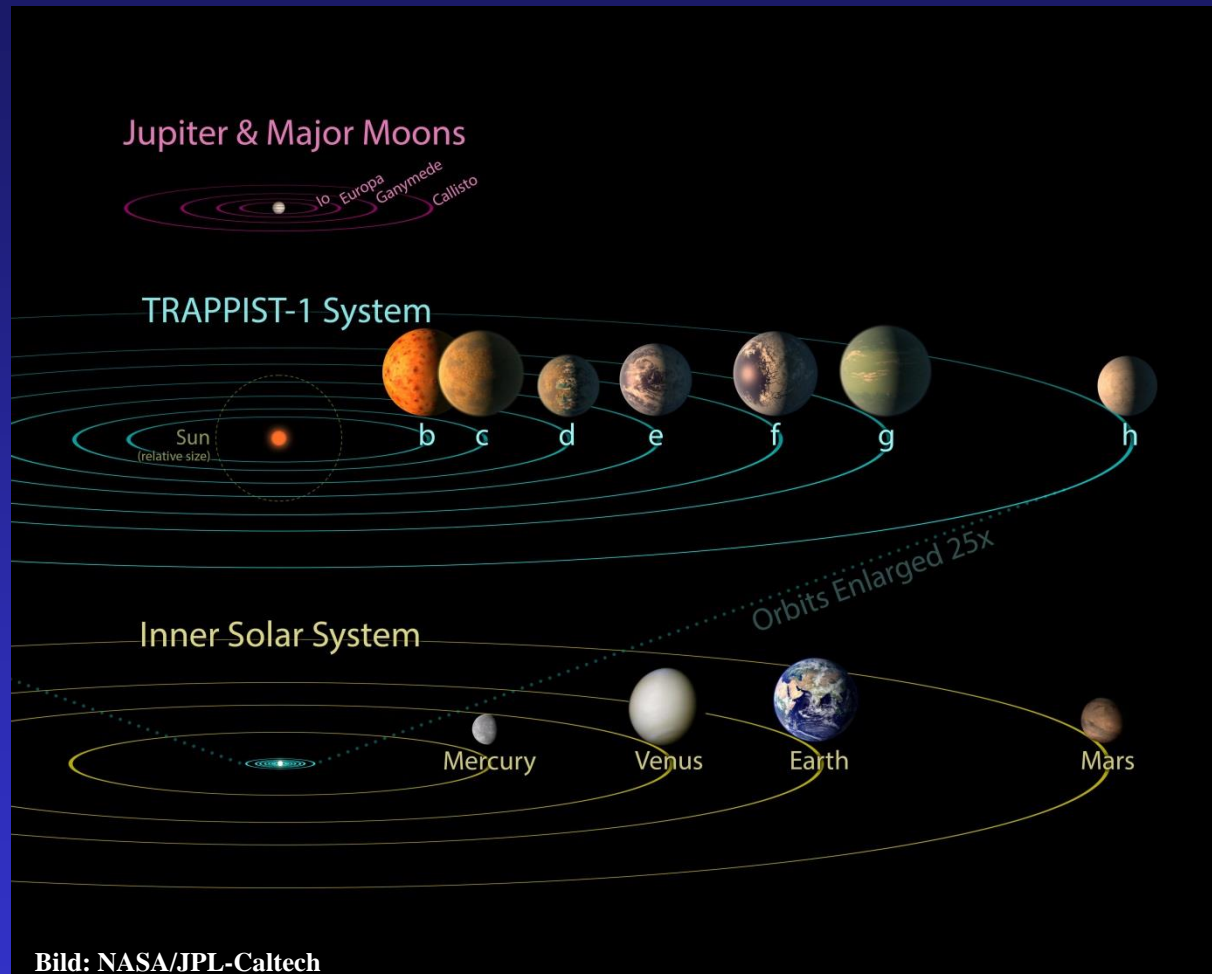 Jupiter & Major Moons
Io
Europa
Ganymede
Callisto
TRAPPIST-1 System
Sun
(relative size)
b
c
d
e
f
g
h
Orbits Enlarged 25x
Inner Solar System
Mercury
Venus
Earth
Mars
Bild: NASA/JPL-Caltech